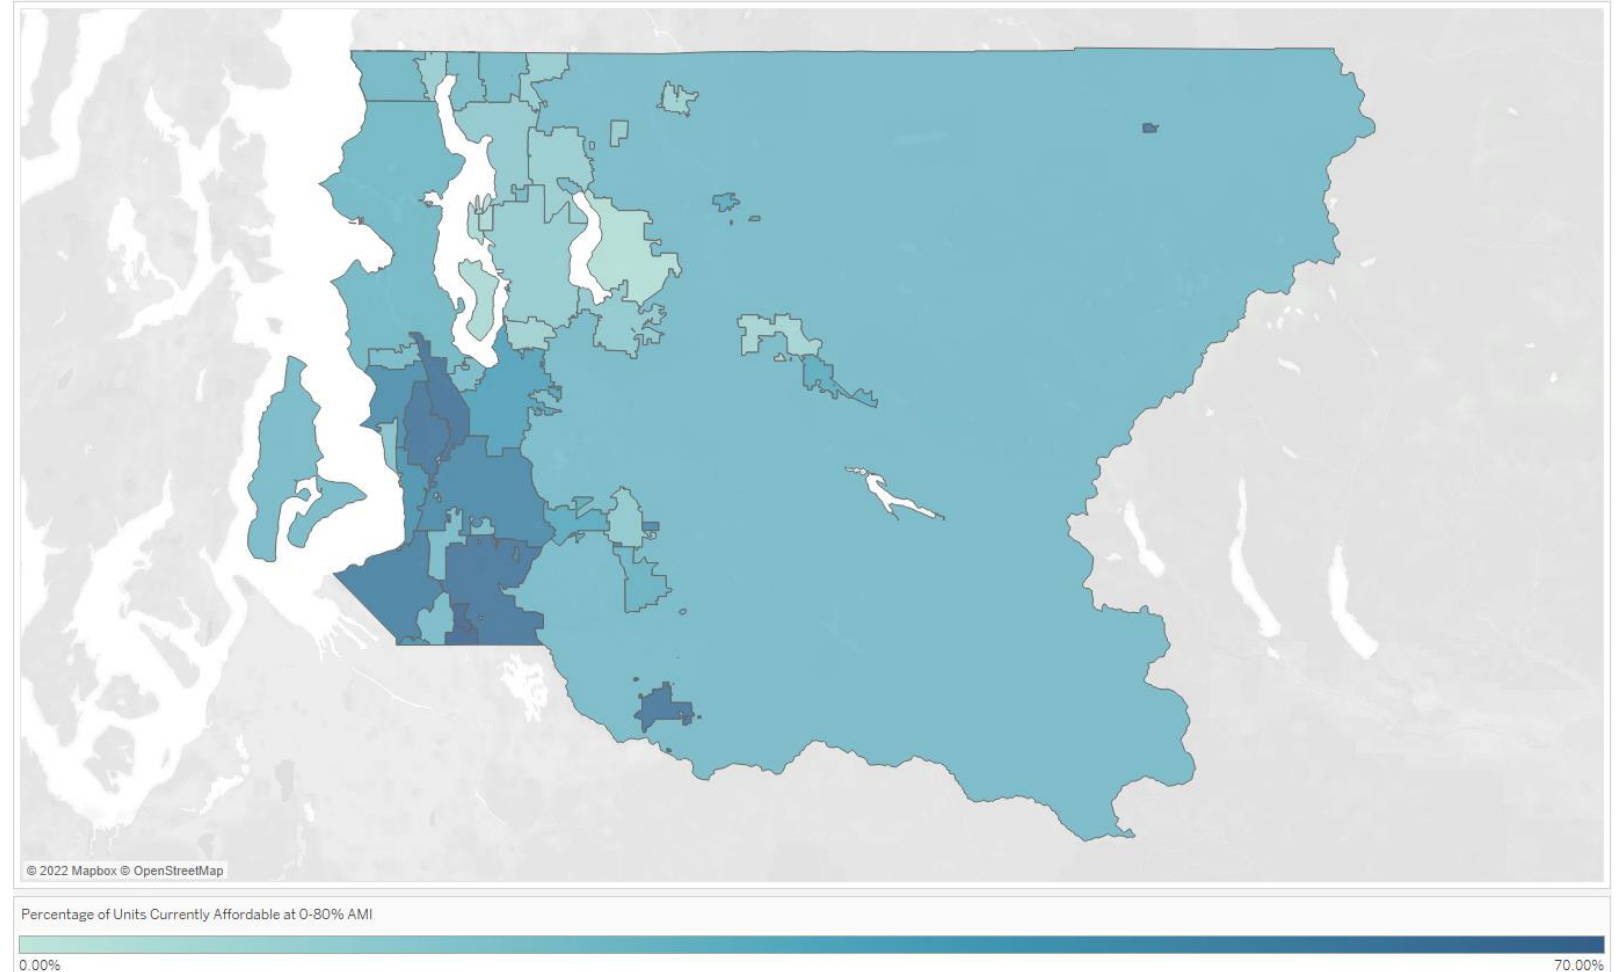 © 2022 Mapbox © OpenStreetMap
Percentage of Units Currently Affordable at 0-80% AMI
0.00%
70.00%